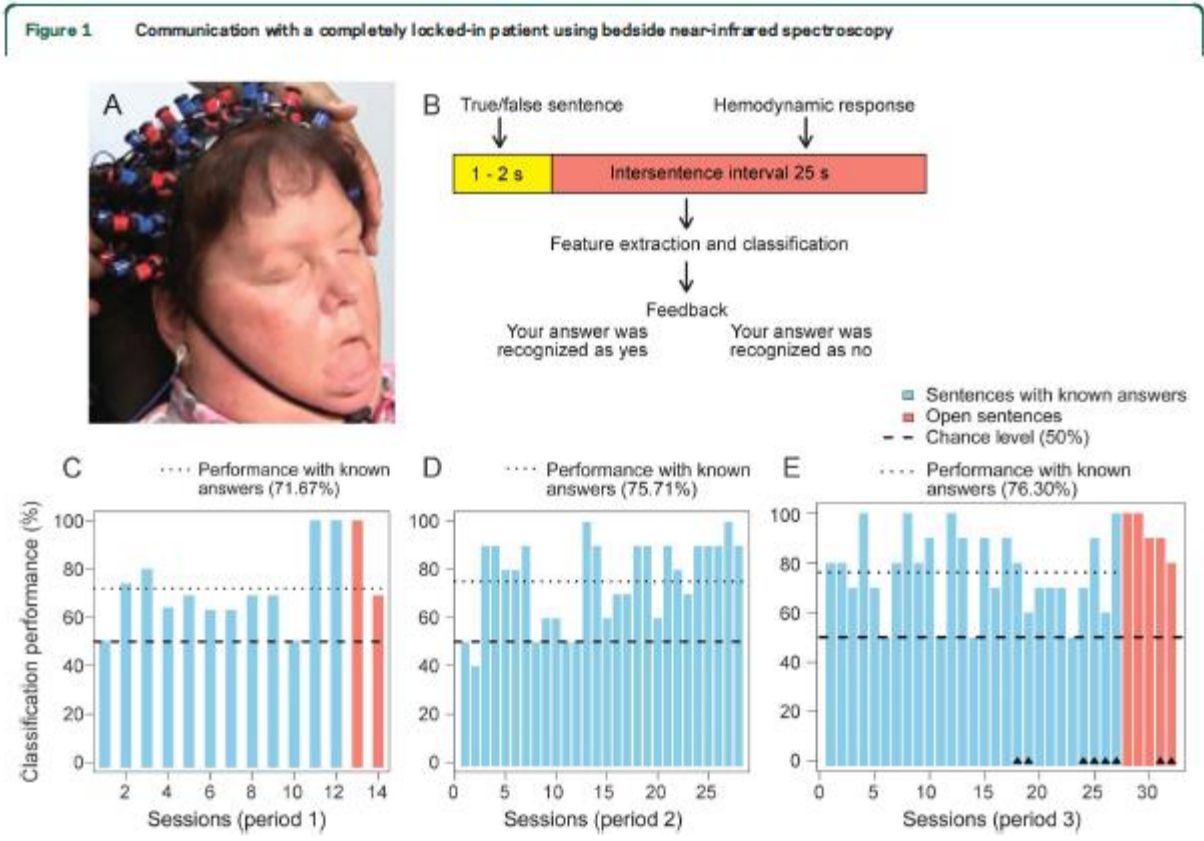 Figure 1 Communication with a completely locked-in patient using bedside near-infrared spectroscopy
A
B
True/false sentence Hemodynamic response
1 - 2 s Intersentence interval 25 s
Feature extraction and classification
Feedback
Your answer was recognized as yes
Your answer was recognized as no
Sentences with known answers
Open sentences
Chance level (50%)
C
Performance with known
answers (71.67%)
D
Performance with known
answers (75.71%)
E
Performance with known
answers (76.30%)
Classification performance (%)
100
80
60
40
20
0
2 4 6 8 10 12 14
Sessions (period 1)
100
80
60
40
20
0
0 5 10 15 20 25
Sessions (period 2)
100
80
60
40
20
0
0 5 10 15 20 25 30
Sessions (period 3)